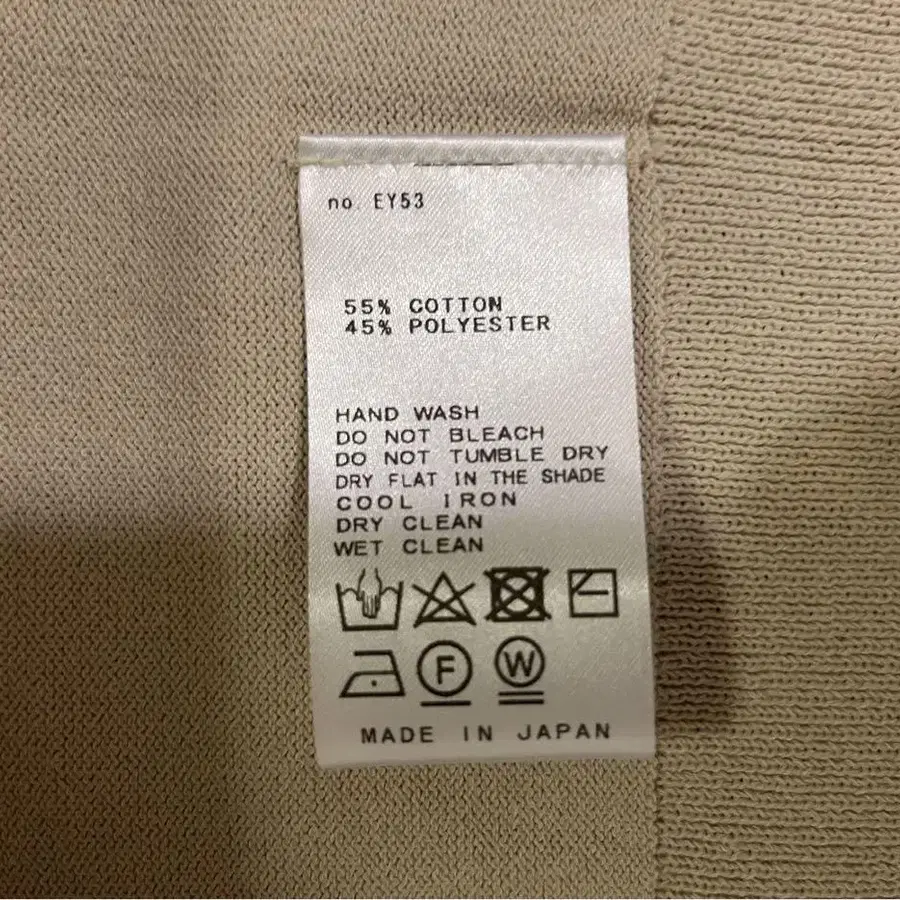 no. EY53
55% COTTON
45% POLYESTER
HAND WASH
DO NOT BLEACH
DO NOT TUMBLE DRY
DRY FLAT IN THE SHADE
COOL IRON
DRY CLEAN
WET CLEAN
F W
MADE IN JAPAN